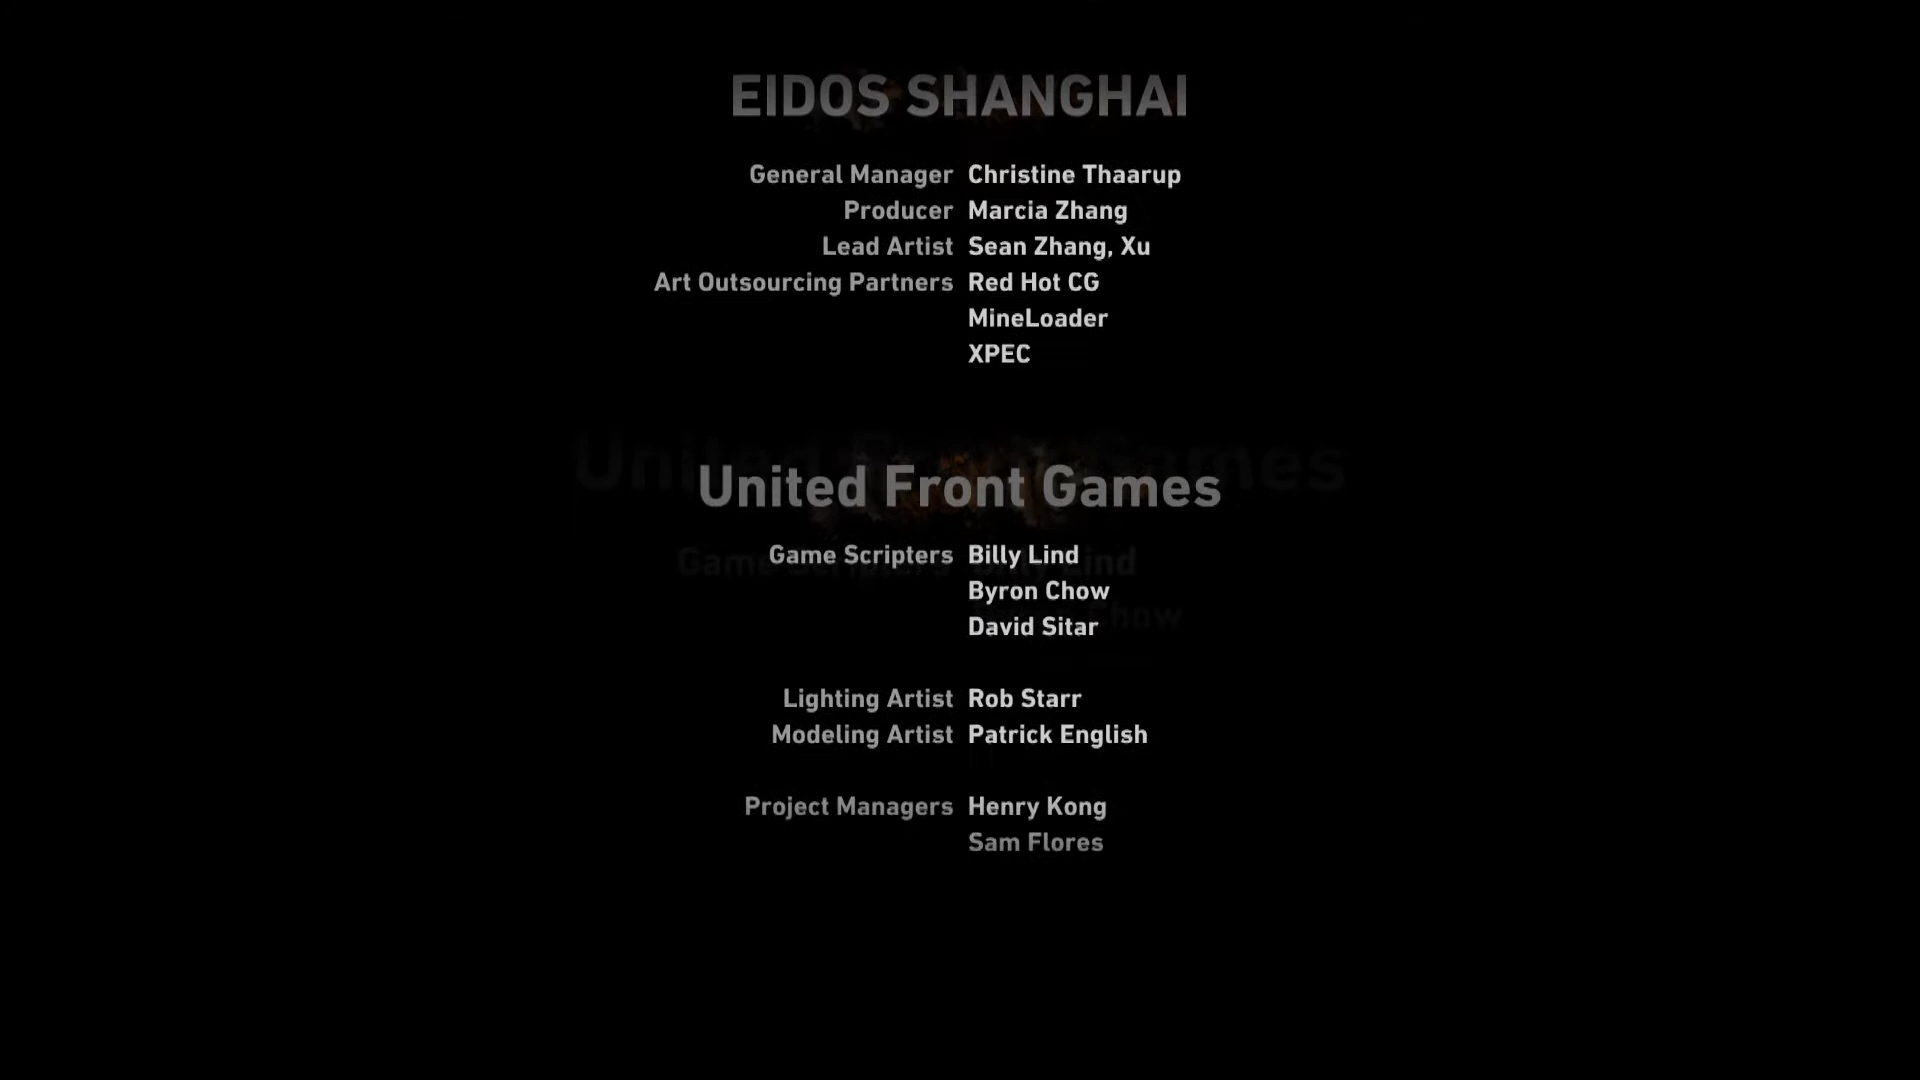 EIDOS SHANGHAI
General Manager Christine Thaarup
Producer Marcia Zhang
Lead Artist Sean Zhang, Xu
Art Outsourcing Partners Red Hot CG
MineLoader
XPEC
United Front Games
Game Scripters Billy Lind
Byron Chow
David Sitar
Lighting Artist Rob Starr
Modeling Artist Patrick English
Project Managers Henry Kong
Sam Flores